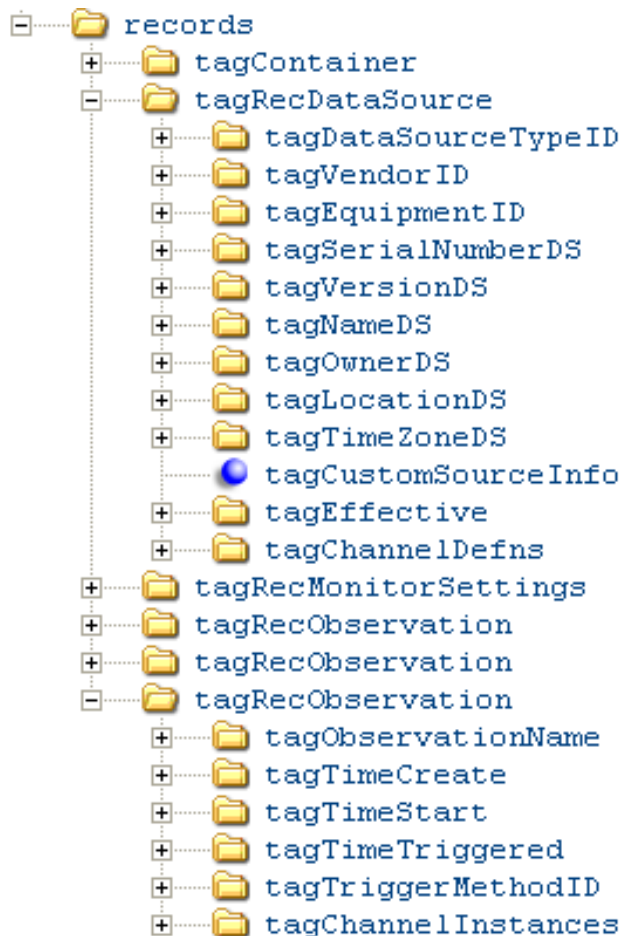 records
tagContainer
tagRecDataSource
tagDataSourceTypeID
tagVendorID
tagEquipmentID
tagSerialNumberDS
tagVersionDS
tagNameDS
tagOwnerDS
tagLocationDS
tagTimeZoneDS
tagCustomSourceInfo
tagEffective
tagChannelDefns
tagRecMonitorSettings
tagRecObservation
tagRecObservation
tagRecObservation
tagObservationName
tagTimeCreate
tagTimeStart
tagTimeTriggered
tagTriggerMethodID
tagChannelInstances